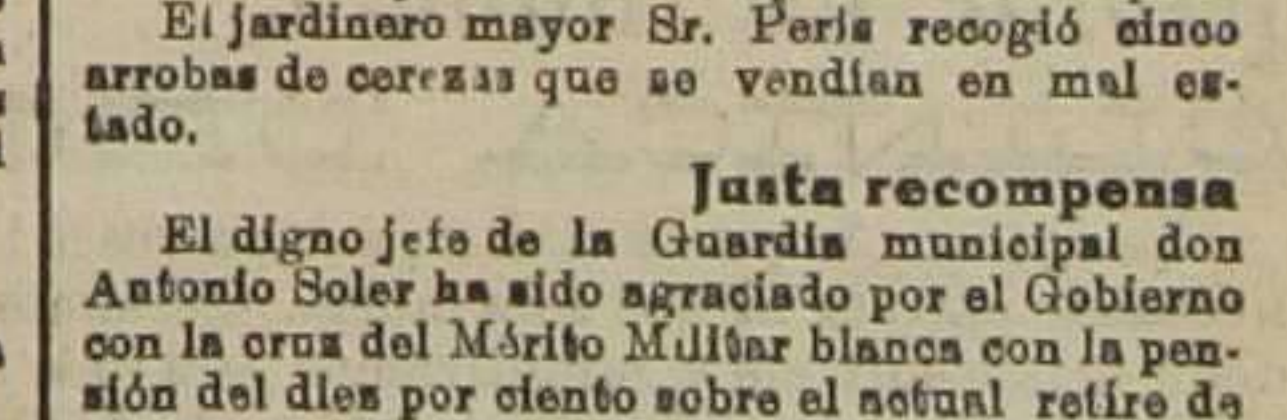 El jardinero mayor Sr. Peris recogió cinco
arrobas de cerezas que se vendían en mal es-
tado.
Justa recompensa
El digno jefe de la Guardia municipal don
Antonio Soler ha sido agraciado por el Gobierno
con la cruz del Mérito Militar blanca con la pen-
sión del diez por ciento sobre el actual retiro de